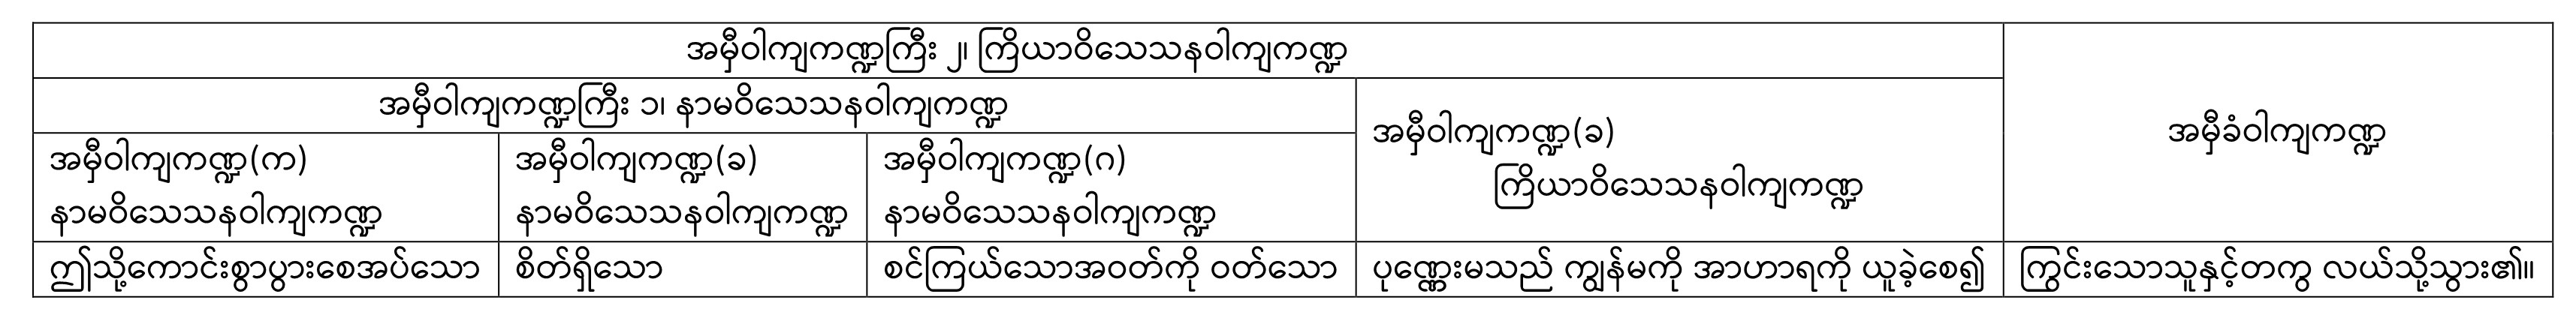 အမှီဝါကျကဏ္ဍကြီး ၂၊ ကြိယာဝိသေသနဝါကျကဏ္ဍ
အမှီဝါကျကဏ္ဍကြီး ၁၊ နာမဝိသေသနဝါကျကဏ္ဍ
အမှီဝါကျကဏ္ဍ(က)
နာမဝိသေသနဝါကျကဏ္ဍ
အမှီဝါကျကဏ္ဍ(ခ)
နာမဝိသေသနဝါကျကဏ္ဍ
အမှီဝါကျကဏ္ဍ(ဂ)
နာမဝိသေသနဝါကျကဏ္ဍ
အမှီဝါကျကဏ္ဍ(ခ)
ကြိယာဝိသေသနဝါကျကဏ္ဍ
အမှီခံဝါကျကဏ္ဍ
ဤသို့ကောင်းစွာပွားစေအပ်သော
စိတ်ရှိသော
စင်ကြယ်သောအဝတ်ကို ဝတ်သော
ပုဏ္ဏေးမသည် ကျွန်မကို အာဟာရကို ယူခဲ့စေ၍
ကြွင်းသောသူနှင့်တကွ လယ်သို့သွား၏။